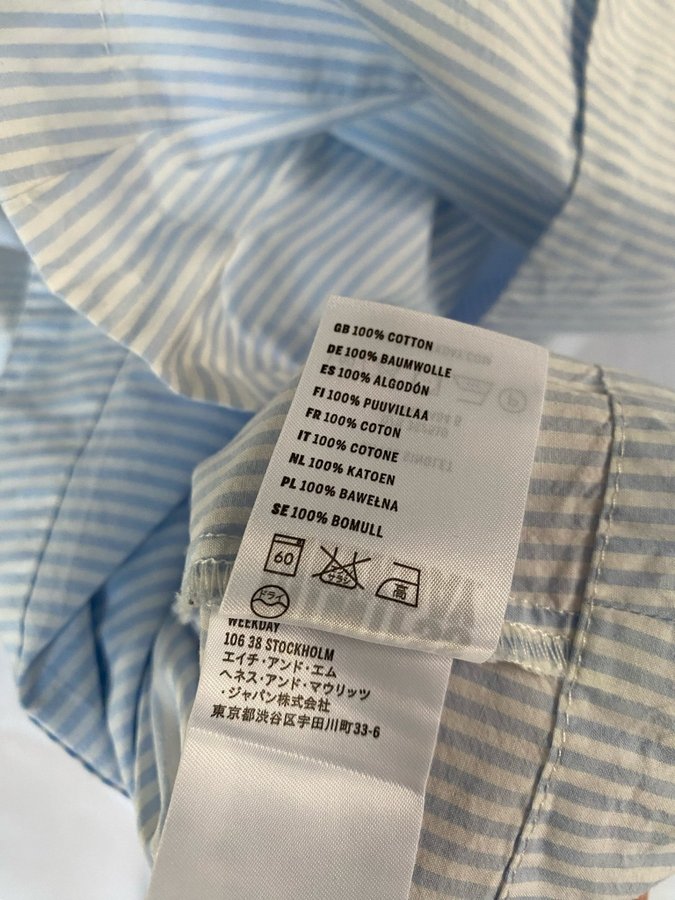 GB 100% COTTON
DE 100% BAUMWOLLE
ES 100% ALGODÓN
FI 100% PUUVILLAA
FR 100% COTON
IT 100% COTONE
NL 100% KATOEN
PL 100% BAWEŁNA
SE 100% BOMULL
60
サラシ
高
ドライ
WEEKDAY
106 38 STOCKHOLM
エイチ・アンド・エム
ヘネス・アンド・マウリッツ
・ジャパン株式会社
東京都渋谷区宇田川町33-6